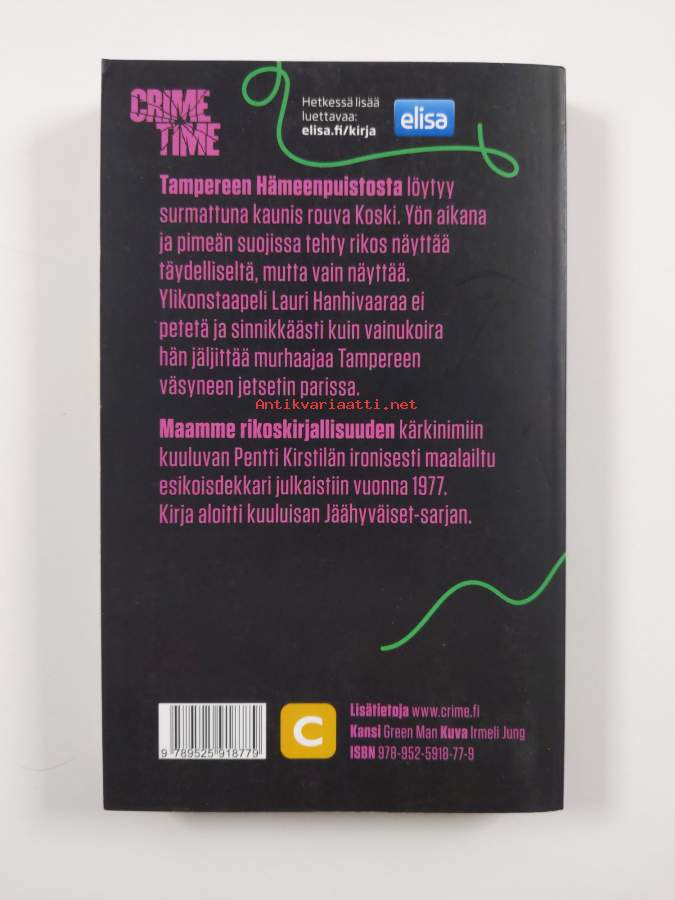 CRIME
TIME
Hetkessä lisää
luettavaa:
elisa.fi/kirja
elisa
Tampereen Hämeenpuistosta löytyy
surmattuna kaunis rouva Koski. Yön aikana
ja pimeän suojissa tehty rikos näyttää
täydelliseltä, mutta vain näyttää.
Ylikonstaapeli Lauri Hanhivaaraa ei
petetä ja sinnikkäästi kuin vainukoira
hän jäljittää murhaajaa Tampereen
väsyneen jetsetin parissa.
Antikvariaatti.net
Maamme rikoskirjallisuuden kärkinimiin
kuuluvan Pentti Kirstilän ironisesti maalailtu
esikoisdekkari julkaistiin vuonna 1977.
Kirja aloitti kuuluisan Jäähyväiset-sarjan.
9 789525 918779
C
Lisätietoja www.crime.fi
Kansi Green Man Kuva Irmeli Jung
ISBN 978-952-5918-77-9